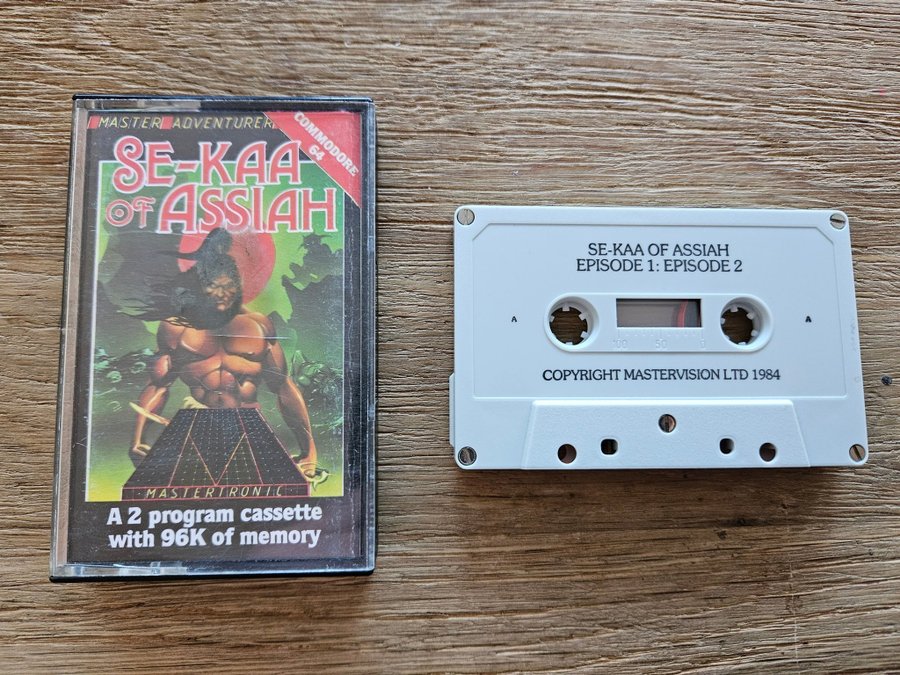 MASTER ADVENTURER
COMMODORE
64
SE-KAA
OF ASSIAH
MASTERTRONIC
A 2 program cassette
with 96K of memory
SE-KAA OF ASSIAH
EPISODE 1: EPISODE 2
A
A
100 50 0
COPYRIGHT MASTERVISION LTD 1984